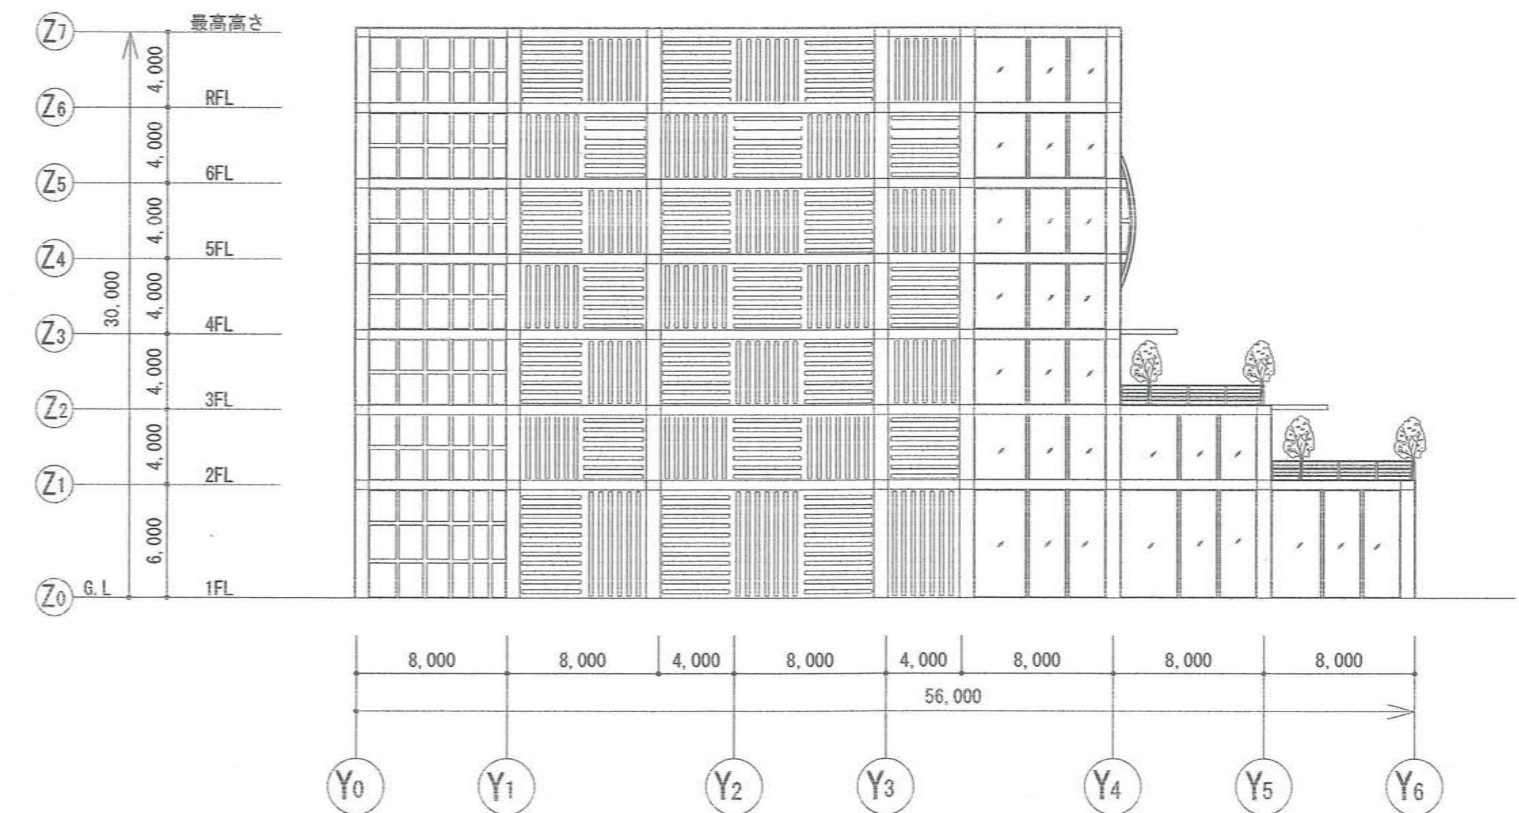 Z7 最高高さ
4,000
Z6 RFL
4,000
Z5 6FL
4,000
Z4 5FL
30,000
4,000
Z3 4FL
4,000
Z2 3FL
4,000
Z1 2FL
6,000
Z0 G.L 1FL
8,000 8,000 4,000 8,000 4,000 8,000 8,000 8,000
56,000
Y0 Y1 Y2 Y3 Y4 Y5 Y6